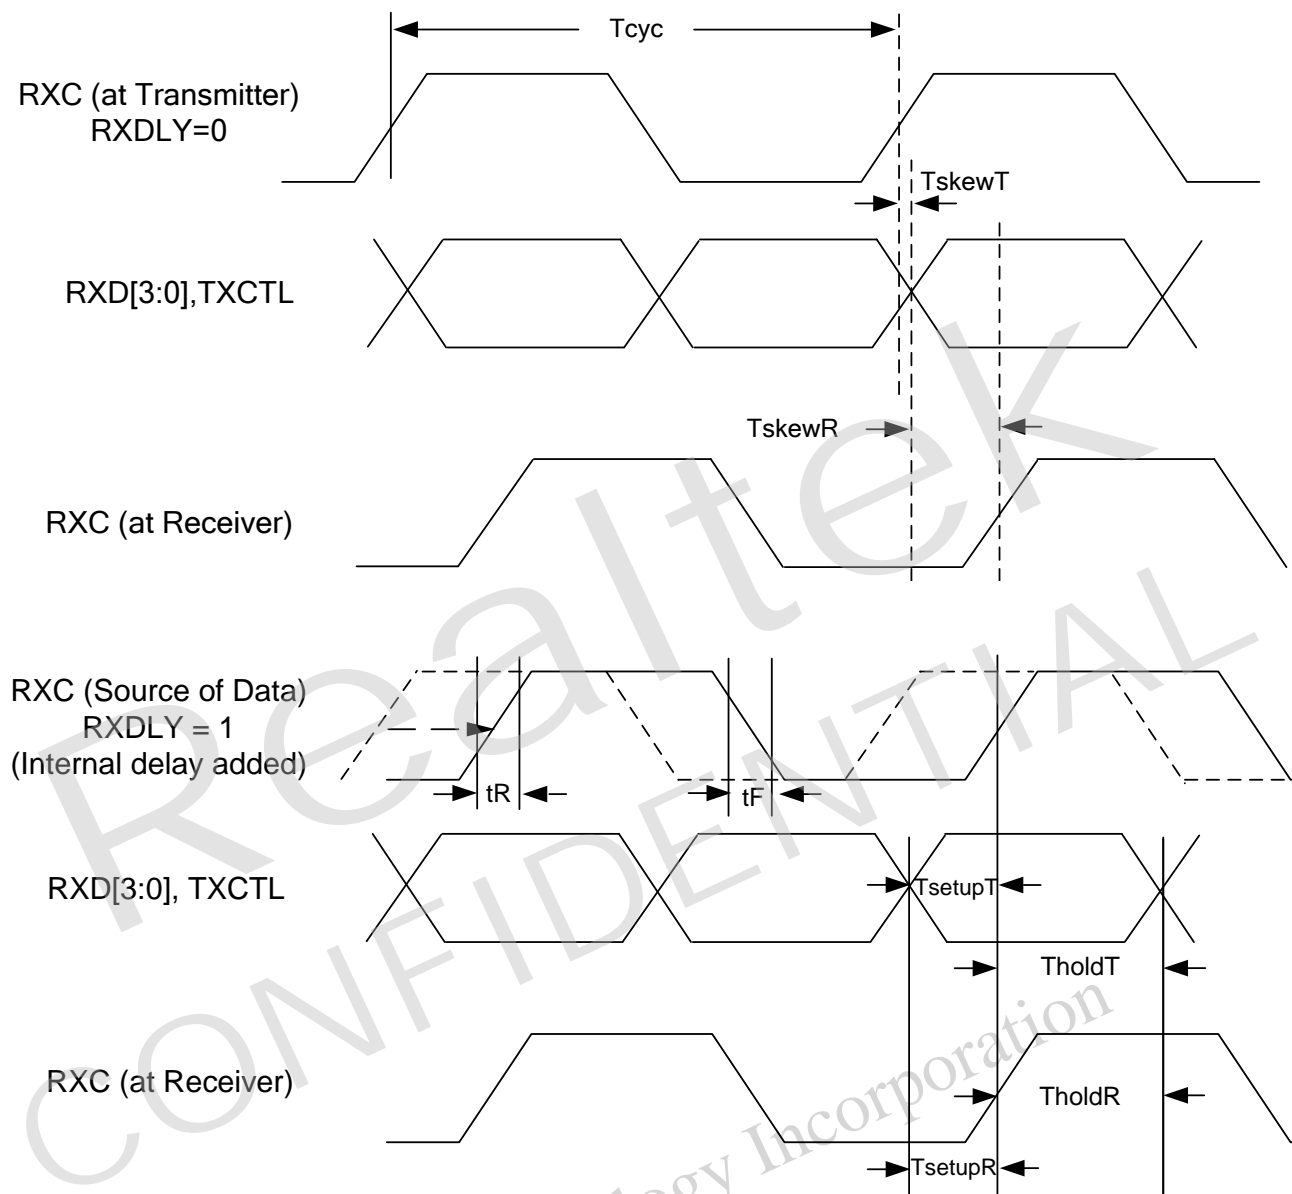 Tcyc
RXC (at Transmitter)
RXDLY=0
TskewT
RXD[3:0],TXCTL
TskewR
RXC (at Receiver)
RXC (Source of Data)
RXDLY = 1
(Internal delay added)
tR
tF
RXD[3:0], TXCTL
TsetupT
TholdT
RXC (at Receiver)
TholdR
TsetupR
Realtek
CONFIDENTIAL
Incorporation